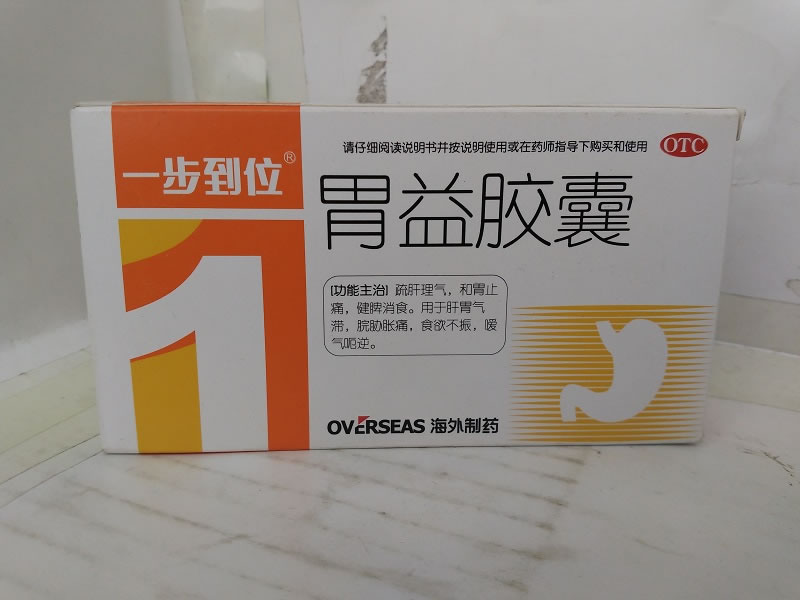 请仔细阅读说明书并按说明使用或在药师指导下购买和使用
OTC
一步到位®
胃益胶囊
1
[功能主治] 疏肝理气，和胃止
痛，健脾消食。用于肝胃气
滞，脘胁胀痛，食欲不振，嗳
气呃逆。
OVERSEAS 海外制药